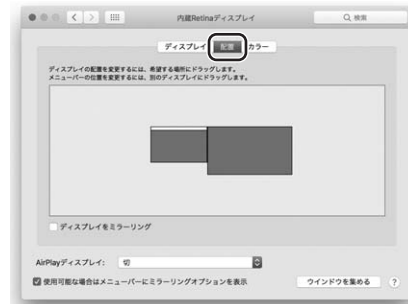 内蔵Retinaディスプレイ
検索
ディスプレイ 配置 カラー
ディスプレイの配置を変更するには、希望する場所にドラッグします。
メニューバーの位置を変更するには、別のディスプレイにドラッグします。
ディスプレイをミラーリング
AirPlayディスプレイ: 切
使用可能な場合はメニューバーにミラーリングオプションを表示
ウインドウを集める ?